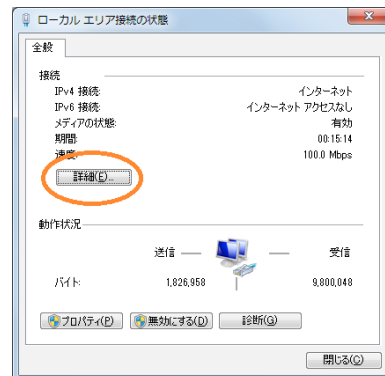 ローカル エリア接続の状態
全般
接続
IPv4 接続: インターネット
IPv6 接続: インターネット アクセスなし
メディアの状態: 有効
期間: 00:15:14
速度: 100.0 Mbps
詳細(E)...
動作状況
送信 受信
バイト: 1,826,958 9,800,048
プロパティ(P) 無効にする(D) 診断(G)
閉じる(C)